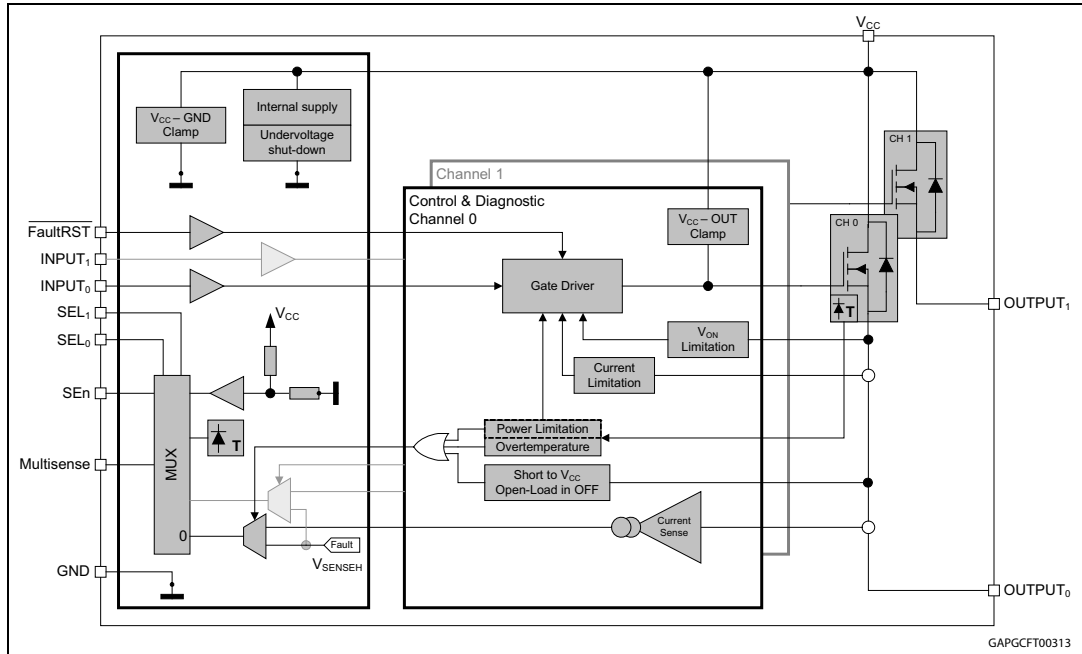 VCC
VCC – GND
Clamp
Internal supply
Undervoltage
shut-down
Channel 1
Control & Diagnostic
Channel 0
VCC – OUT
Clamp
CH 1
CH 0
T
FaultRST
INPUT1
INPUT0
SEL1
SEL0
SEn
Multisense
GND
VCC
Gate Driver
VON
Limitation
Current
Limitation
OUTPUT1
MUX
T
0
Power Limitation
Overtemperature
Short to VCC
Open-Load in OFF
Current
Sense
Fault
VSENSEH
OUTPUT0
GAPGCFT00313